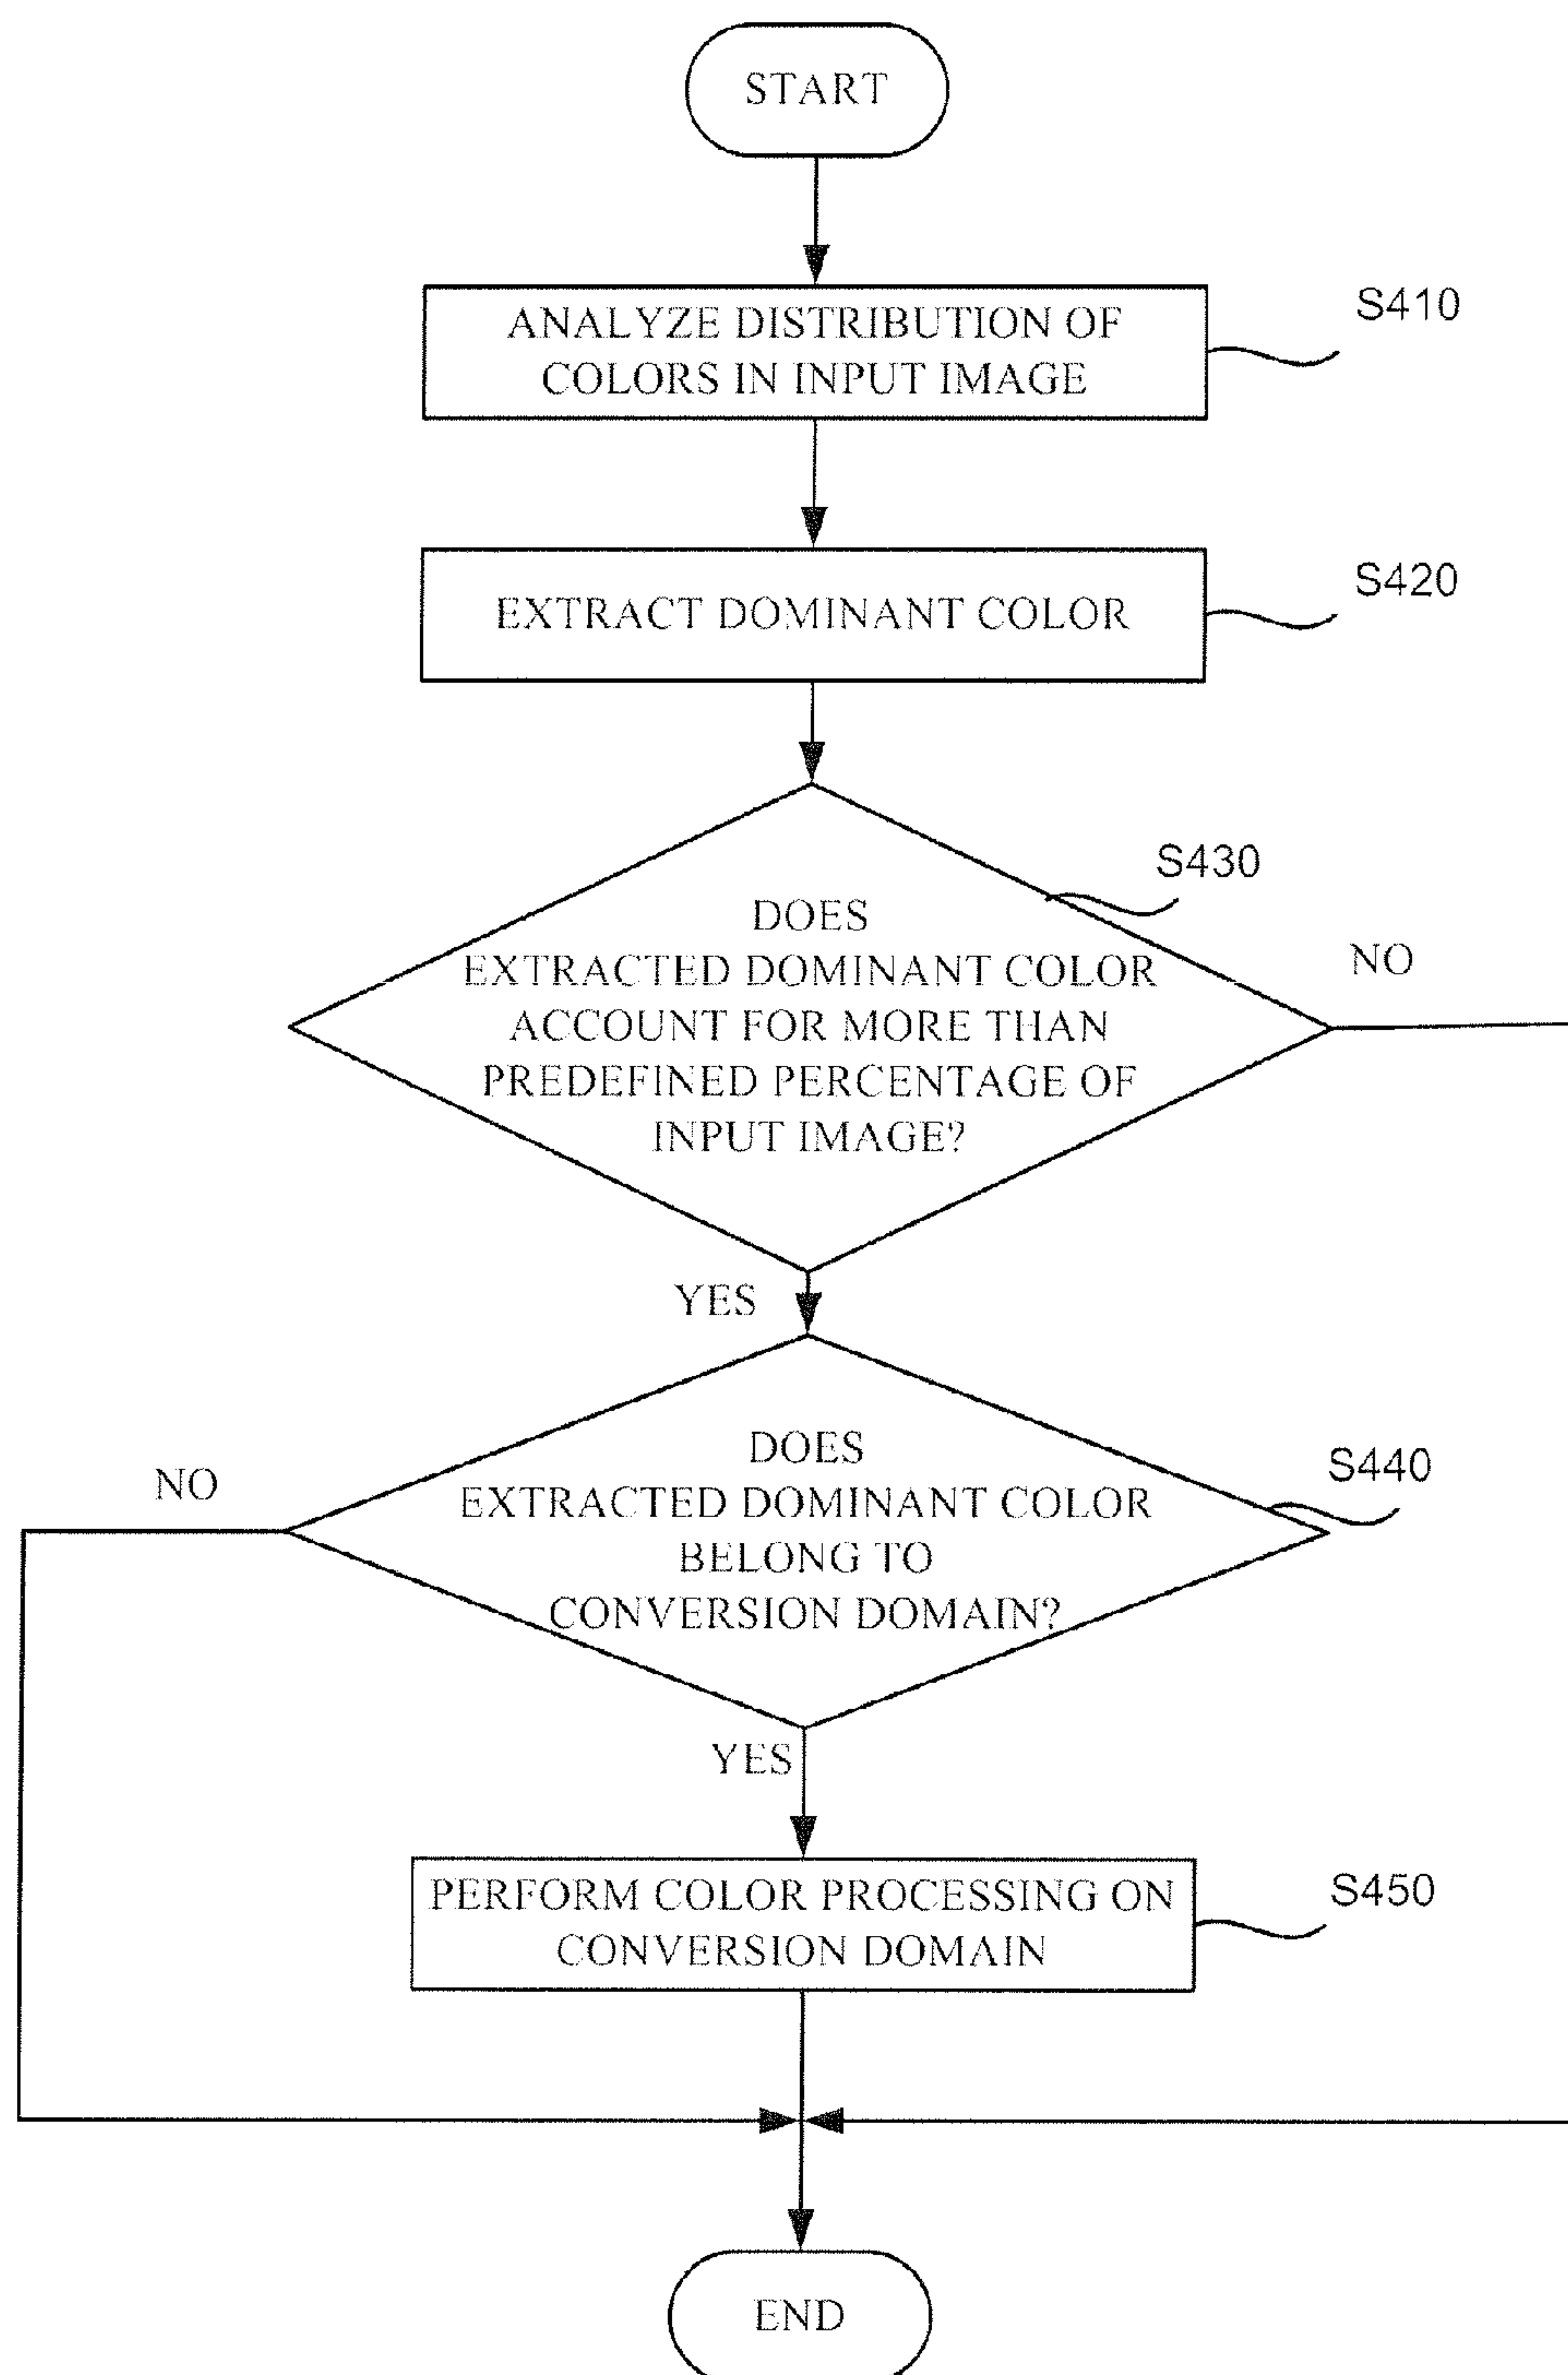 START
ANALYZE DISTRIBUTION OF
COLORS IN INPUT IMAGE
S410
EXTRACT DOMINANT COLOR
S420
S430
DOES
EXTRACTED DOMINANT COLOR
ACCOUNT FOR MORE THAN
PREDEFINED PERCENTAGE OF
INPUT IMAGE?
NO
YES
DOES
EXTRACTED DOMINANT COLOR
BELONG TO
CONVERSION DOMAIN?
S440
NO
YES
PERFORM COLOR PROCESSING ON
CONVERSION DOMAIN
S450
END